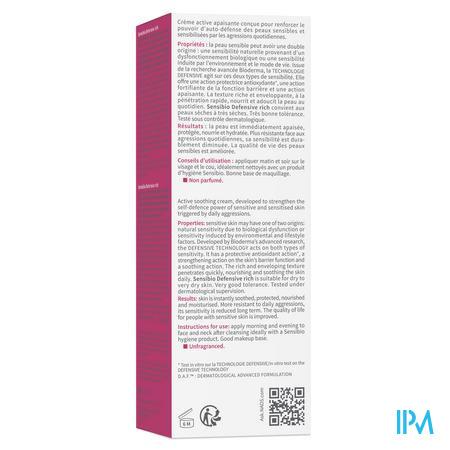 Crème active apaisante conçue pour renforcer le
pouvoir d'auto-défense des peaux sensibles et
sensibilisées par les agressions quotidiennes.
Propriétés : la peau sensible peut avoir une double
origine : une sensibilité naturelle provenant d'un
dysfonctionnement biologique ou une sensibilité
induite par l'environnement et le mode de vie. Issue
de la recherche avancée Bioderma, la TECHNOLOGIE
DEFENSIVE agit sur ces deux types de sensibilité. Elle
offre une action protectrice antioxydante*, une action
fortifiante de la fonction barrière et une action
apaisante. La texture riche et enveloppante, à la
pénétration rapide, nourrit et adoucit la peau au
quotidien. Sensibio Defensive rich convient aux
peaux sèches à très sèches. Très bonne tolérance.
Testé sous contrôle dermatologique.
Résultats : la peau est immédiatement apaisée,
protégée, nourrie et hydratée. Plus résistante face aux
agressions quotidiennes, sa sensibilité est durablement
diminuée. La qualité de vie des peaux
sensibles est améliorée.
Conseils d'utilisation : appliquer matin et soir sur le
visage et le cou, idéalement nettoyés avec un produit
d'hygiène Sensibio. Bonne base de maquillage.
Non parfumé.
Active soothing cream, developed to strengthen the
self-defense power of sensitive and sensitised skin
triggered by daily aggressions.
Properties: sensitive skin may have one of two origins:
natural sensitivity due to biological dysfunction or
sensitivity induced by environmental and lifestyle
factors. Developed by Bioderma's advanced research,
the DEFENSIVE TECHNOLOGY acts on both types of
sensitivity. It has a protective antioxidant action*, a
strengthening action on the skin's barrier function and
a soothing action. The rich and enveloping texture
penetrates quickly, nourishing and soothing the skin
daily. Sensibio Defensive rich is suitable for dry to
very dry skin. Very good tolerance. Tested under
dermatological supervision.
Results: skin is instantly soothed, protected, nourished
and moisturised. More resistant to daily aggressions,
its sensitivity is reduced long term. The quality of life
for people with sensitive skin is improved.
Instructions for use: apply morning and evening to
face and neck after cleansing ideally with a Sensibio
hygiene product. Good makeup base.
Unfragranced.
* Test in vitro sur la TECHNOLOGIE DEFENSIVE/In vitro test on the
DEFENSIVE TECHNOLOGY
D.A.F.™ : DERMATOLOGICAL ADVANCED FORMULATION
6 M
Ask.NAOS
IPM